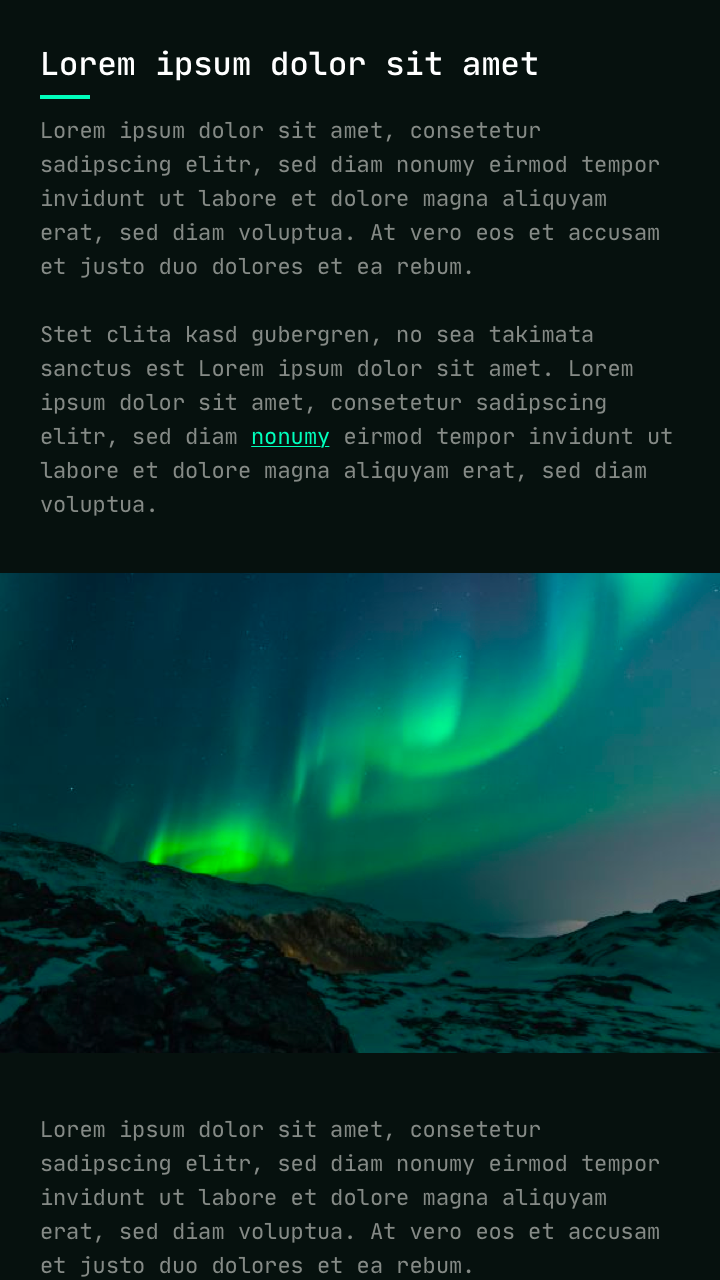 Lorem ipsum dolor sit amet
Lorem ipsum dolor sit amet, consetetur
sadipscing elitr, sed diam nonumy eirmod tempor
invidunt ut labore et dolore magna aliquyam
erat, sed diam voluptua. At vero eos et accusam
et justo duo dolores et ea rebum.
Stet clita kasd gubergren, no sea takimata
sanctus est Lorem ipsum dolor sit amet. Lorem
ipsum dolor sit amet, consetetur sadipscing
elitr, sed diam nonumy eirmod tempor invidunt ut
labore et dolore magna aliquyam erat, sed diam
voluptua.
Lorem ipsum dolor sit amet, consetetur
sadipscing elitr, sed diam nonumy eirmod tempor
invidunt ut labore et dolore magna aliquyam
erat, sed diam voluptua. At vero eos et accusam
et justo duo dolores et ea rebum.